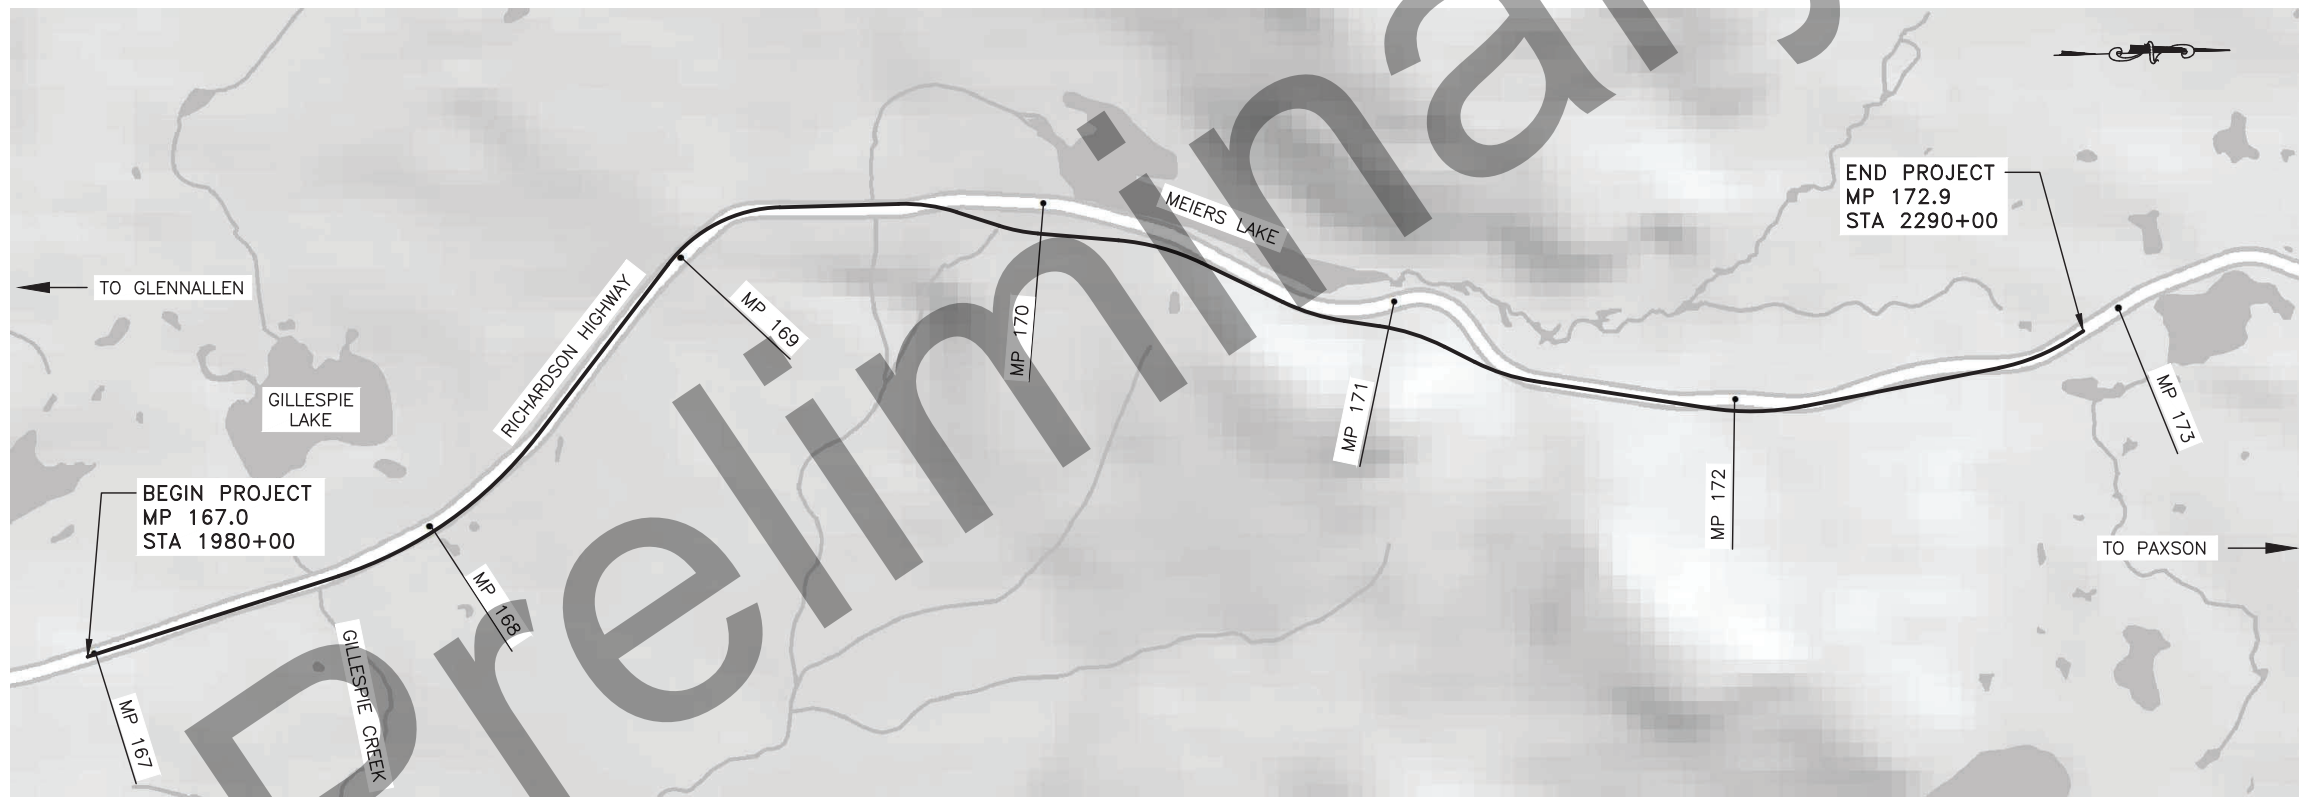 Preliminary
END PROJECT
MP 172.9
STA 2290+00
MEIERS LAKE
TO GLENNALLEN
RICHARDSON HIGHWAY
MP 169
MP 170
MP 171
MP 172
MP 173
GILLESPIE
LAKE
BEGIN PROJECT
MP 167.0
STA 1980+00
TO PAXSON
MP 168
GILLESPIE CREEK
MP 167